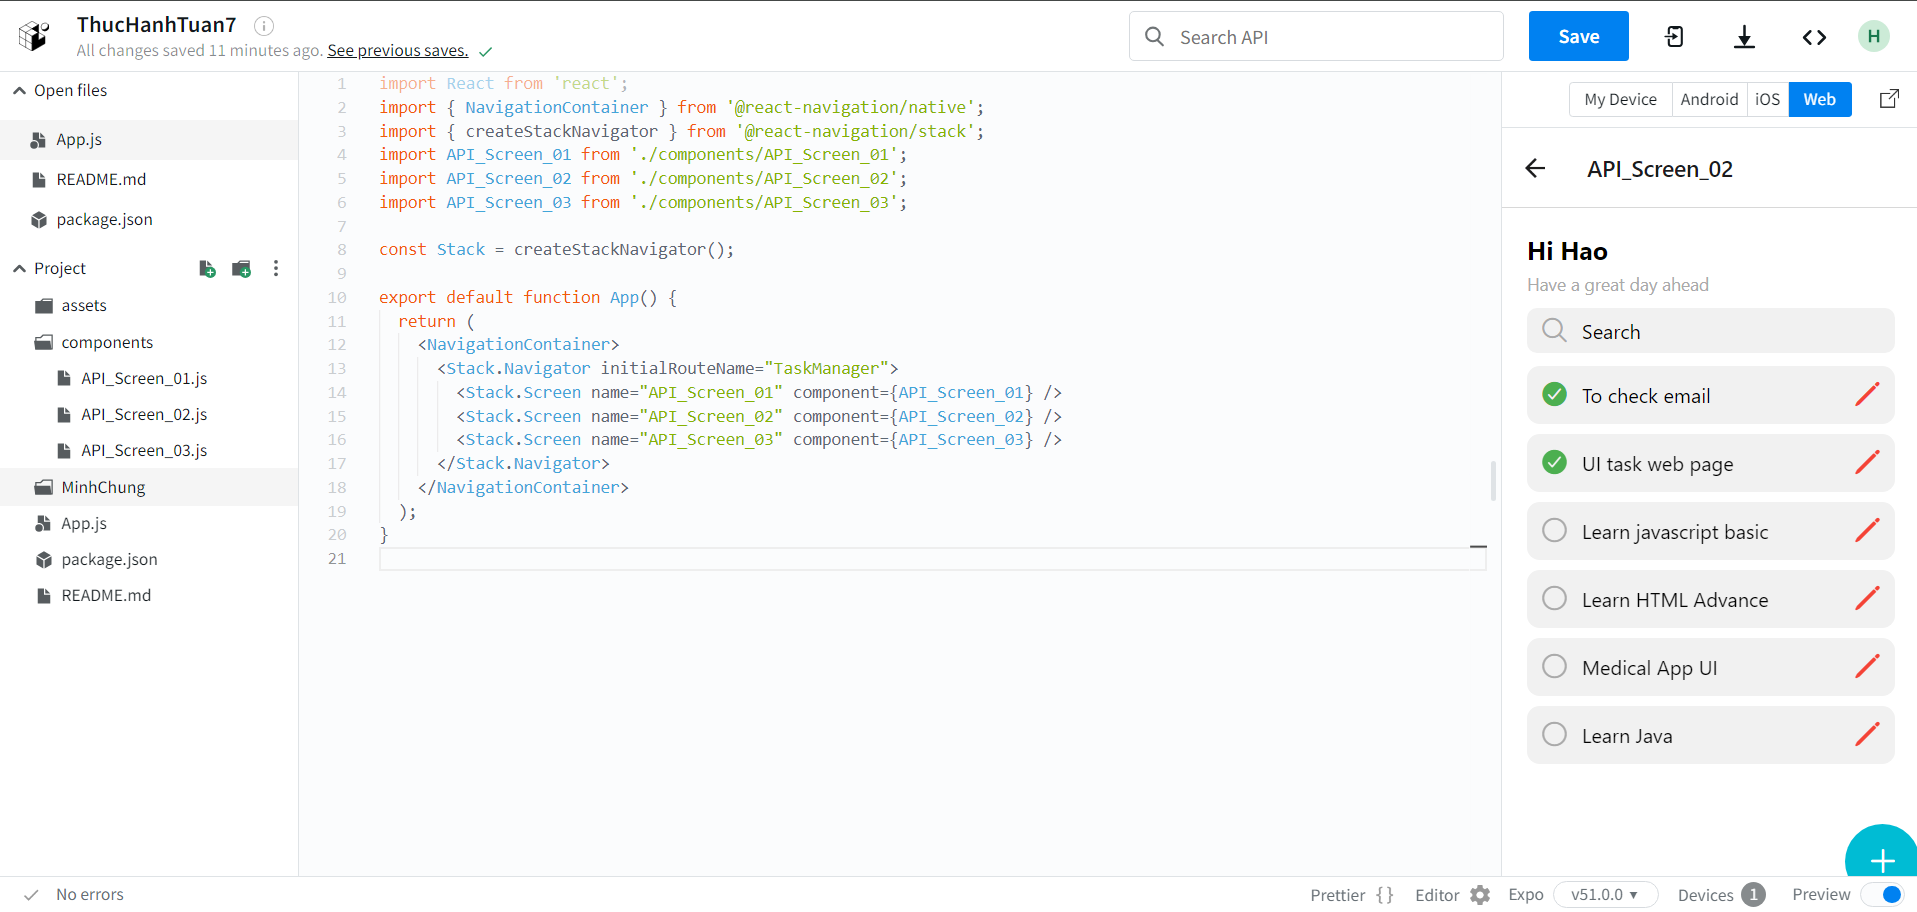 ThucHanhTuan7
All changes saved 11 minutes ago. See previous saves.
Search API
Save
H
Open files
App.js
README.md
package.json
Project
assets
components
API_Screen_01.js
API_Screen_02.js
API_Screen_03.js
MinhChung
App.js
package.json
README.md
1 import React from 'react';
2 import { NavigationContainer } from '@react-navigation/native';
3 import { createStackNavigator } from '@react-navigation/stack';
4 import API_Screen_01 from './components/API_Screen_01';
5 import API_Screen_02 from './components/API_Screen_02';
6 import API_Screen_03 from './components/API_Screen_03';
7
8 const Stack = createStackNavigator();
9
10 export default function App() {
11 return (
12 <NavigationContainer>
13 <Stack.Navigator initialRouteName="TaskManager">
14 <Stack.Screen name="API_Screen_01" component={API_Screen_01} />
15 <Stack.Screen name="API_Screen_02" component={API_Screen_02} />
16 <Stack.Screen name="API_Screen_03" component={API_Screen_03} />
17 </Stack.Navigator>
18 </NavigationContainer>
19 );
20 }
21
My Device Android iOS Web
API_Screen_02
Hi Hao
Have a great day ahead
Search
To check email
UI task web page
Learn javascript basic
Learn HTML Advance
Medical App UI
Learn Java
+
No errors
Prettier {} Editor Expo v51.0.0 Devices 1 Preview